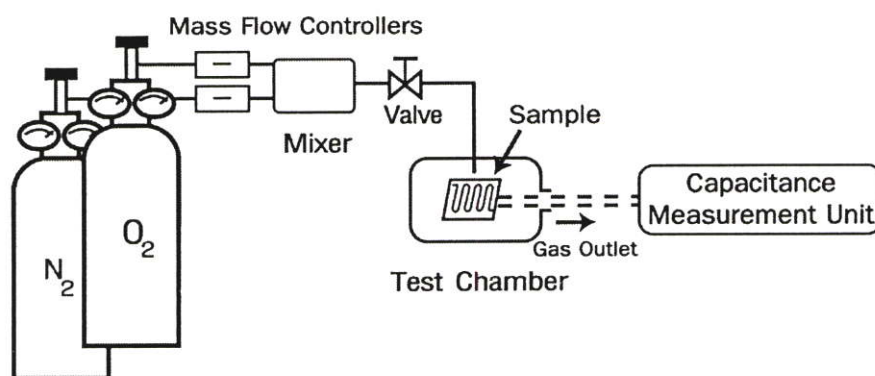 Mass Flow Controllers
Valve
Mixer
Sample
Capacitance
Measurement Unit
Gas Outlet
Test Chamber
O2
N2